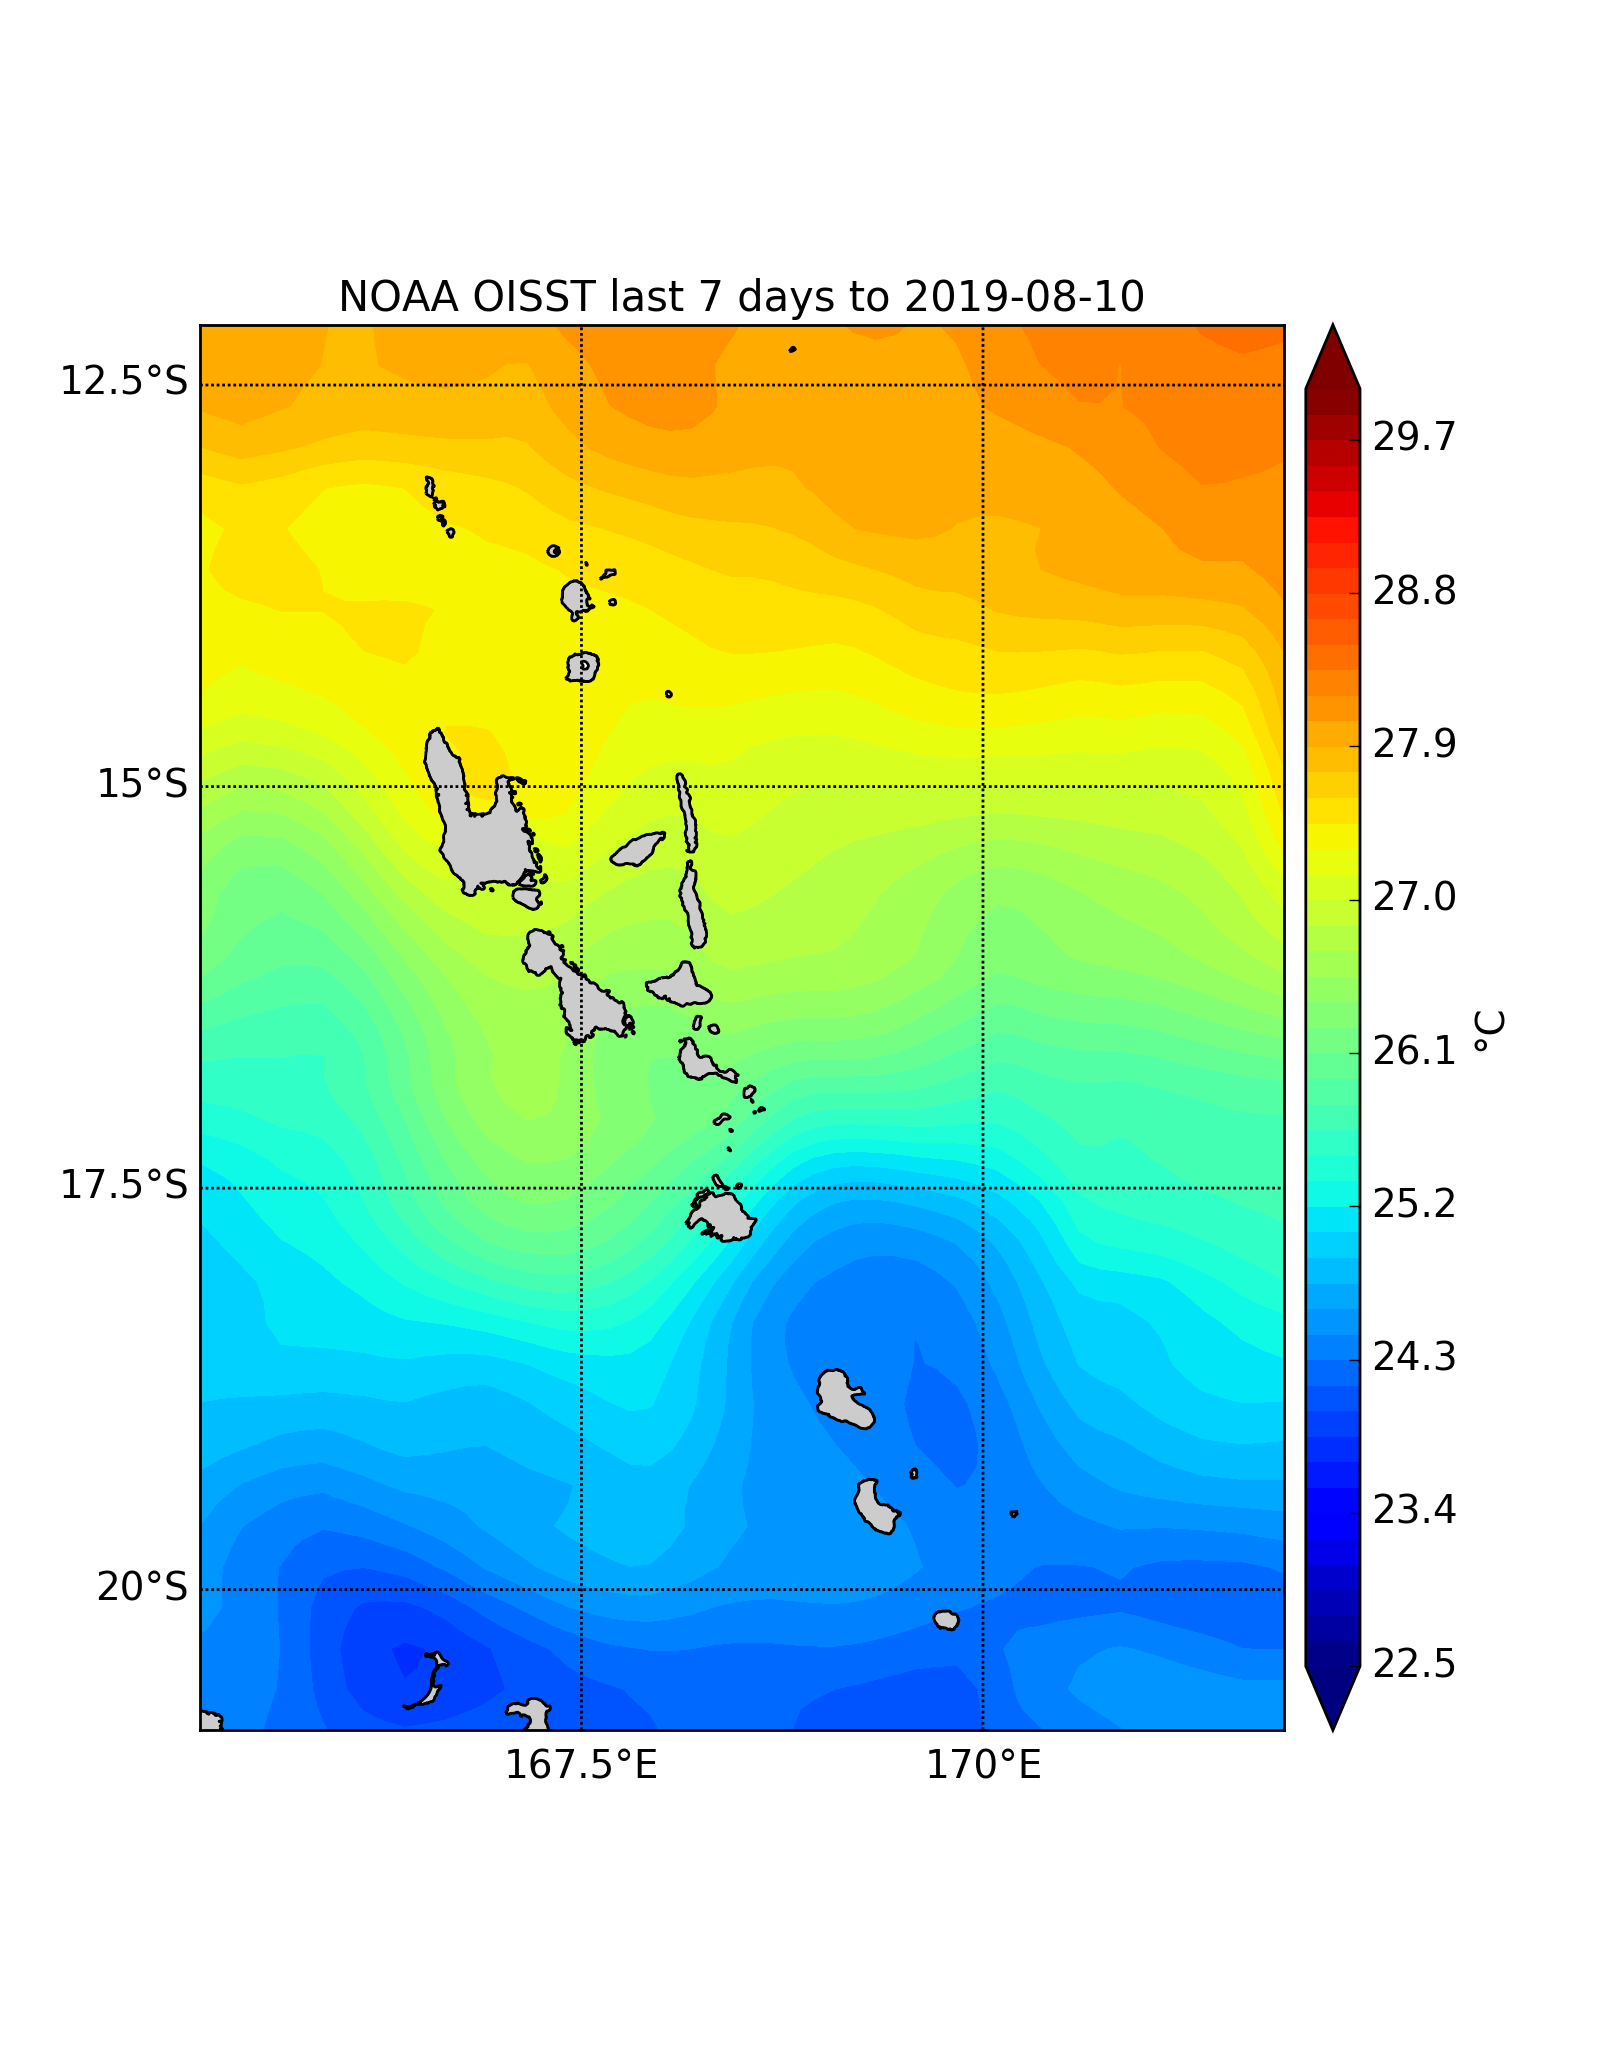 NOAA OISST last 7 days to 2019-08-10
12.5°S
15°S
17.5°S
20°S
167.5°E
170°E
29.7
28.8
27.9
27.0
26.1
25.2
24.3
23.4
22.5
°C